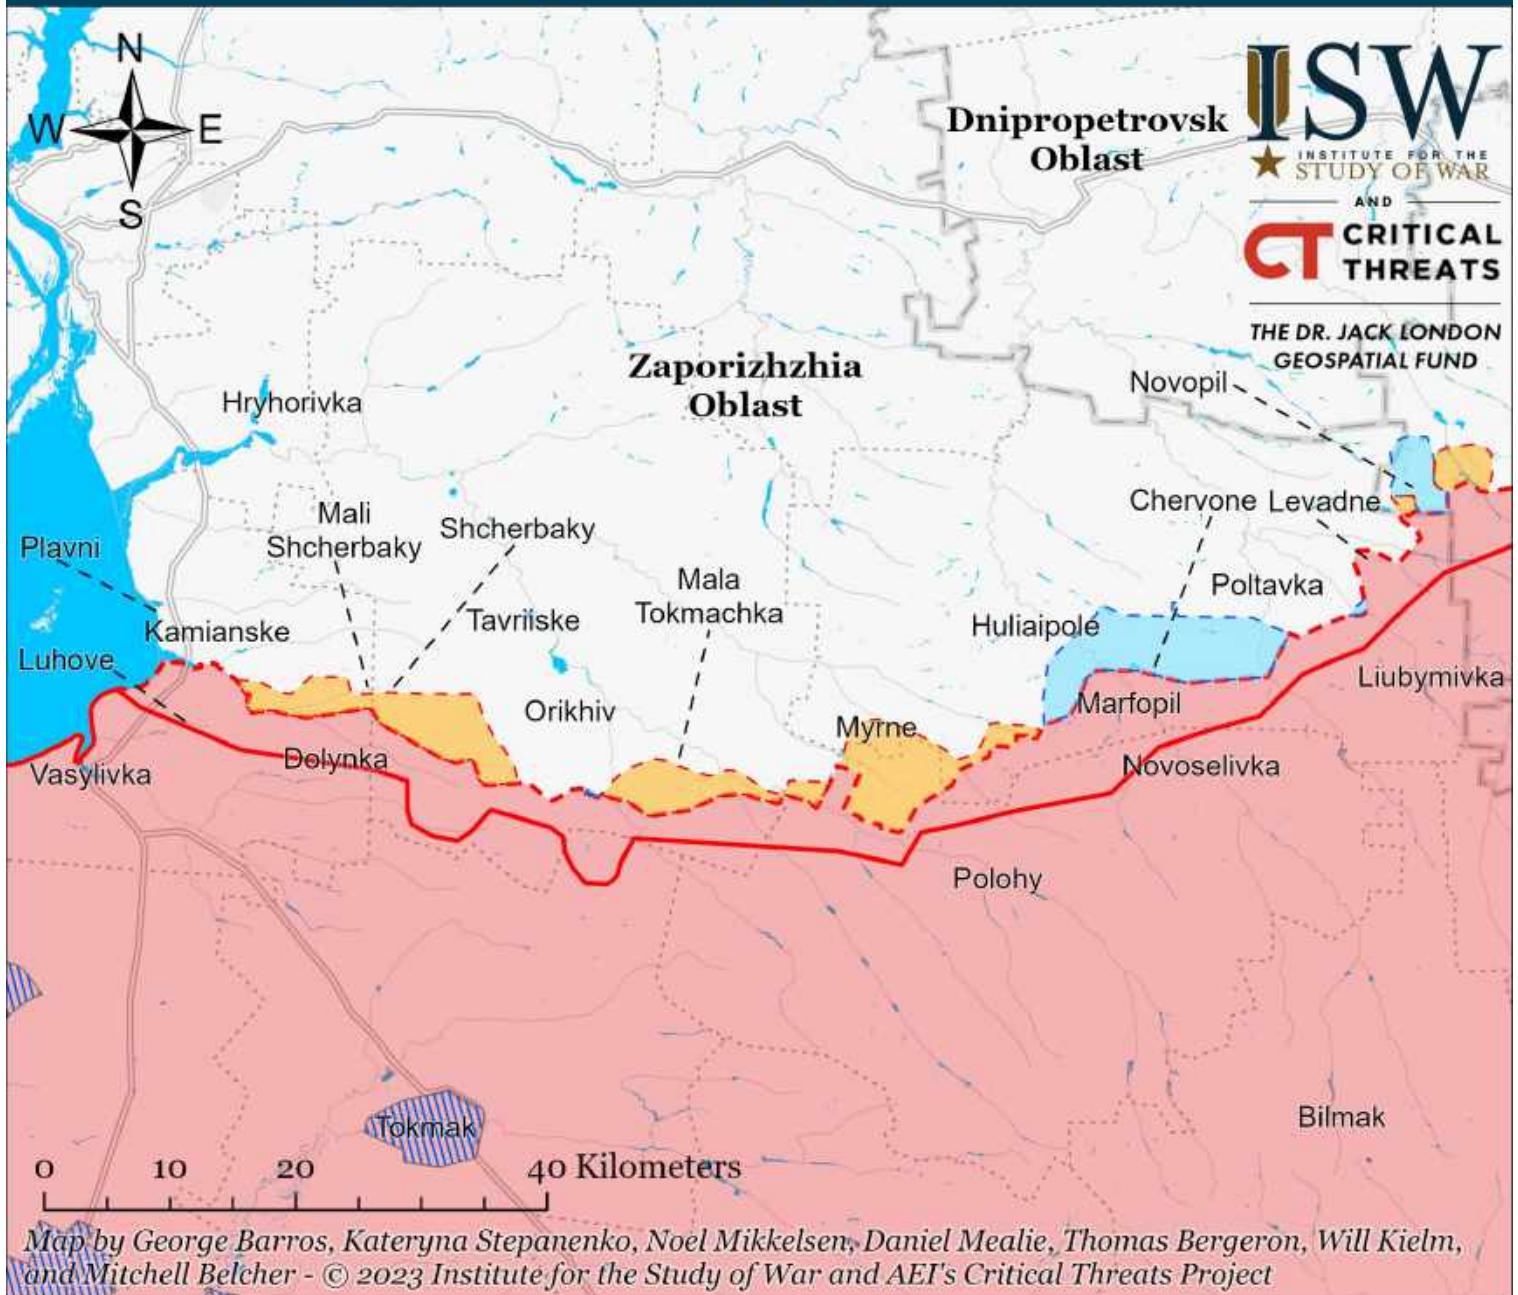 N
W E
S
ISW
INSTITUTE FOR THE
STUDY OF WAR
AND
CT CRITICAL
THREATS
THE DR. JACK LONDON
GEOSPATIAL FUND
Dnipropetrovsk
Oblast
Zaporizhzhia
Oblast
Novopil
Hryhorivka
Chervone Levadne
Mali
Shcherbaky
Shcherbaky
Plavni
Mala
Tokmachka
Poltavka
Tavriiske
Huliaipole
Kamianske
Luhove
Liubymivka
Orikhiv
Marfopil
Myrne
Dolynka
Novoselivka
Vasylivka
Polohy
Bilmak
Tokmak
0 10 20 40 Kilometers
Map by George Barros, Kateryna Stepanenko, Noel Mikkelsen, Daniel Mealie, Thomas Bergeron, Will Kielm,
and Mitchell Belcher - © 2023 Institute for the Study of War and AEI's Critical Threats Project